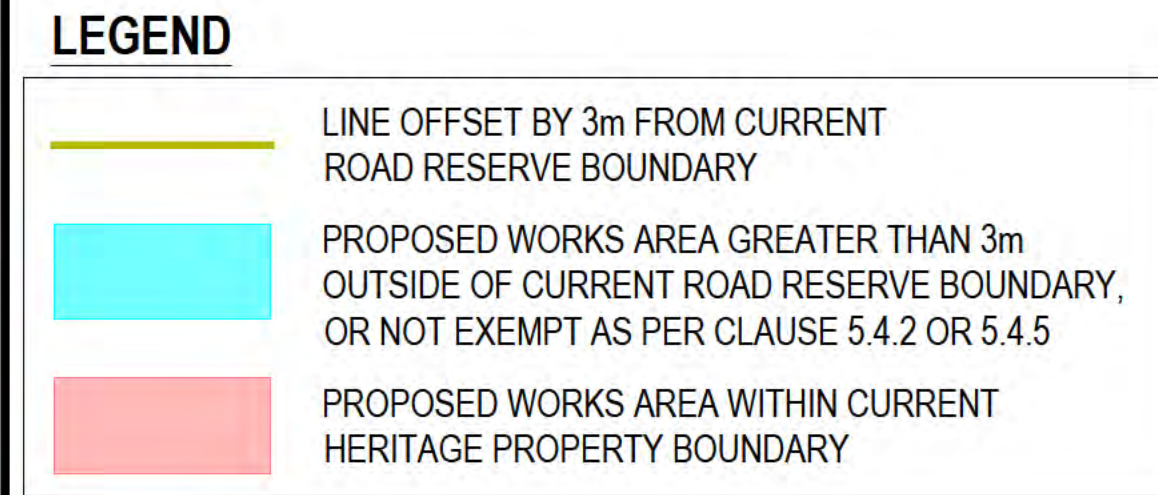 LEGEND
LINE OFFSET BY 3m FROM CURRENT
ROAD RESERVE BOUNDARY
PROPOSED WORKS AREA GREATER THAN 3m
OUTSIDE OF CURRENT ROAD RESERVE BOUNDARY,
OR NOT EXEMPT AS PER CLAUSE 5.4.2 OR 5.4.5
PROPOSED WORKS AREA WITHIN CURRENT
HERITAGE PROPERTY BOUNDARY